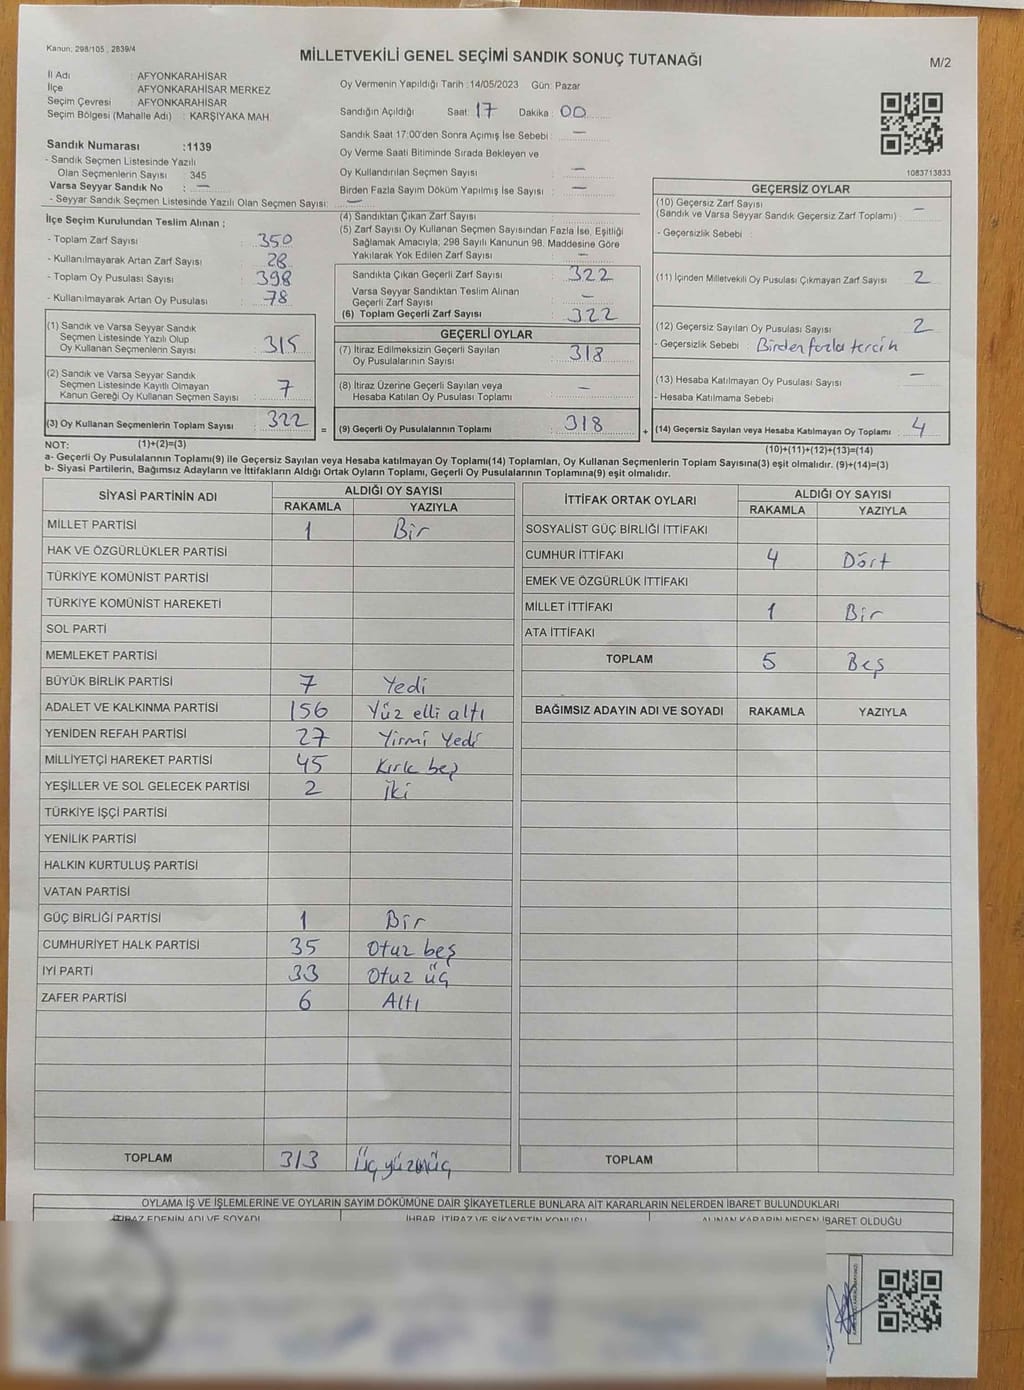 Kanun; 298/105 , 2839/4
MİLLETVEKİLİ GENEL SEÇİMİ SANDIK SONUÇ TUTANAĞI
M/2
İl Adı : AFYONKARAHİSAR
İlçe : AFYONKARAHİSAR MERKEZ
Seçim Çevresi : AFYONKARAHİSAR
Seçim Bölgesi (Mahalle Adı) : KARŞIYAKA MAH.
Sandık Numarası :1139
- Sandık Seçmen Listesinde Yazılı
Olan Seçmenlerin Sayısı : 345
Varsa Seyyar Sandık No : —
- Seyyar Sandık Seçmen Listesinde Yazılı Olan Seçmen Sayısı: —
Oy Vermenin Yapıldığı Tarih :14/05/2023 Gün: Pazar
Sandığın Açıldığı Saat: 17 Dakika : 00
Sandık Saat 17:00'den Sonra Açımış İse Sebebi : —
Oy Verme Saati Bitiminde Sırada Bekleyen ve
Oy Kullandırılan Seçmen Sayısı : —
Birden Fazla Sayım Döküm Yapılmış İse Sayısı : —
1083713833
İlçe Seçim Kurulundan Teslim Alınan ;
- Toplam Zarf Sayısı : 350
- Kullanılmayarak Artan Zarf Sayısı : 28
- Toplam Oy Pusulası Sayısı : 398
- Kullanılmayarak Artan Oy Pusulası : 78
(1) Sandık ve Varsa Seyyar Sandık
Seçmen Listesinde Yazılı Olup
Oy Kullanan Seçmenlerin Sayısı : 315
(2) Sandık ve Varsa Seyyar Sandık
Seçmen Listesinde Kayıtlı Olmayan
Kanun Gereği Oy Kullanan Seçmen Sayısı : 7
(3) Oy Kullanan Seçmenlerin Toplam Sayısı : 322
(4) Sandıktan Çıkan Zarf Sayısı :
(5) Zarf Sayısı Oy Kullanan Seçmen Sayısından Fazla İse, Eşitliği
Sağlamak Amacıyla; 298 Sayılı Kanunun 98. Maddesine Göre
Yakılarak Yok Edilen Zarf Sayısı : —
Sandıkta Çıkan Geçerli Zarf Sayısı : 322
Varsa Seyyar Sandıktan Teslim Alınan
Geçerli Zarf Sayısı : —
(6) Toplam Geçerli Zarf Sayısı : 322
GEÇERLİ OYLAR
(7) İtiraz Edilmeksizin Geçerli Sayılan
Oy Pusulalarının Sayısı : 318
(8) İtiraz Üzerine Geçerli Sayılan veya
Hesaba Katılan Oy Pusulası Toplamı : —
= (9) Geçerli Oy Pusulalarının Toplamı : 318
GEÇERSİZ OYLAR
(10) Geçersiz Zarf Sayısı
(Sandık ve Varsa Seyyar Sandık Geçersiz Zarf Toplamı) : —
- Geçersizlik Sebebi :
(11) İçinden Milletvekili Oy Pusulası Çıkmayan Zarf Sayısı : 2
(12) Geçersiz Sayılan Oy Pusulası Sayısı : 2
- Geçersizlik Sebebi : Birden fazla tercih
(13) Hesaba Katılmayan Oy Pusulası Sayısı : —
- Hesaba Katılmama Sebebi :
+ (14) Geçersiz Sayılan veya Hesaba Katılmayan Oy Toplamı : 4
NOT: (1)+(2)=(3)
(10)+(11)+(12)+(13)=(14)
a- Geçerli Oy Pusulalarının Toplamı(9) ile Geçersiz Sayılan veya Hesaba katılmayan Oy Toplamı(14) Toplamları, Oy Kullanan Seçmenlerin Toplam Sayısına(3) eşit olmalıdır. (9)+(14)=(3)
b- Siyasi Partilerin, Bağımsız Adayların ve İttifakların Aldığı Ortak Oyların Toplamı, Geçerli Oy Pusulalarının Toplamına(9) eşit olmalıdır.
SİYASİ PARTİNİN ADI ALDIĞI OY SAYISI
RAKAMLA YAZIYLA
MİLLET PARTİSİ 1 Bir
HAK VE ÖZGÜRLÜKLER PARTİSİ
TÜRKİYE KOMÜNİST PARTİSİ
TÜRKİYE KOMÜNİST HAREKETİ
SOL PARTİ
MEMLEKET PARTİSİ
BÜYÜK BİRLİK PARTİSİ 7 Yedi
ADALET VE KALKINMA PARTİSİ 156 Yüz elli altı
YENİDEN REFAH PARTİSİ 27 Yirmi Yedi
MİLLİYETÇİ HAREKET PARTİSİ 45 Kırk beş
YEŞİLLER VE SOL GELECEK PARTİSİ 2 İki
TÜRKİYE İŞÇİ PARTİSİ
YENİLİK PARTİSİ
HALKIN KURTULUŞ PARTİSİ
VATAN PARTİSİ
GÜÇ BİRLİĞİ PARTİSİ 1 Bir
CUMHURİYET HALK PARTİSİ 35 Otuz beş
İYİ PARTİ 33 Otuz üç
ZAFER PARTİSİ 6 Altı
TOPLAM 313
İTTİFAK ORTAK OYLARI ALDIĞI OY SAYISI
RAKAMLA YAZIYLA
SOSYALİST GÜÇ BİRLİĞİ İTTİFAKI
CUMHUR İTTİFAKI 4 Dört
EMEK VE ÖZGÜRLÜK İTTİFAKI
MİLLET İTTİFAKI 1 Bir
ATA İTTİFAKI
TOPLAM 5 Beş
BAĞIMSIZ ADAYIN ADI VE SOYADI RAKAMLA YAZIYLA
TOPLAM
OYLAMA İŞ VE İŞLEMLERİNE VE OYLARIN SAYIM DÖKÜMÜNE DAİR ŞİKAYETLERLE BUNLARA AİT KARARLARIN NELERDEN İBARET BULUNDUKLARI
İTİRAZ EDENİN ADI VE SOYADI İHBAR, İTİRAZ VE ŞİKAYETİN KONUSU ALINAN KARARIN NEDEN İBARET OLDUĞU